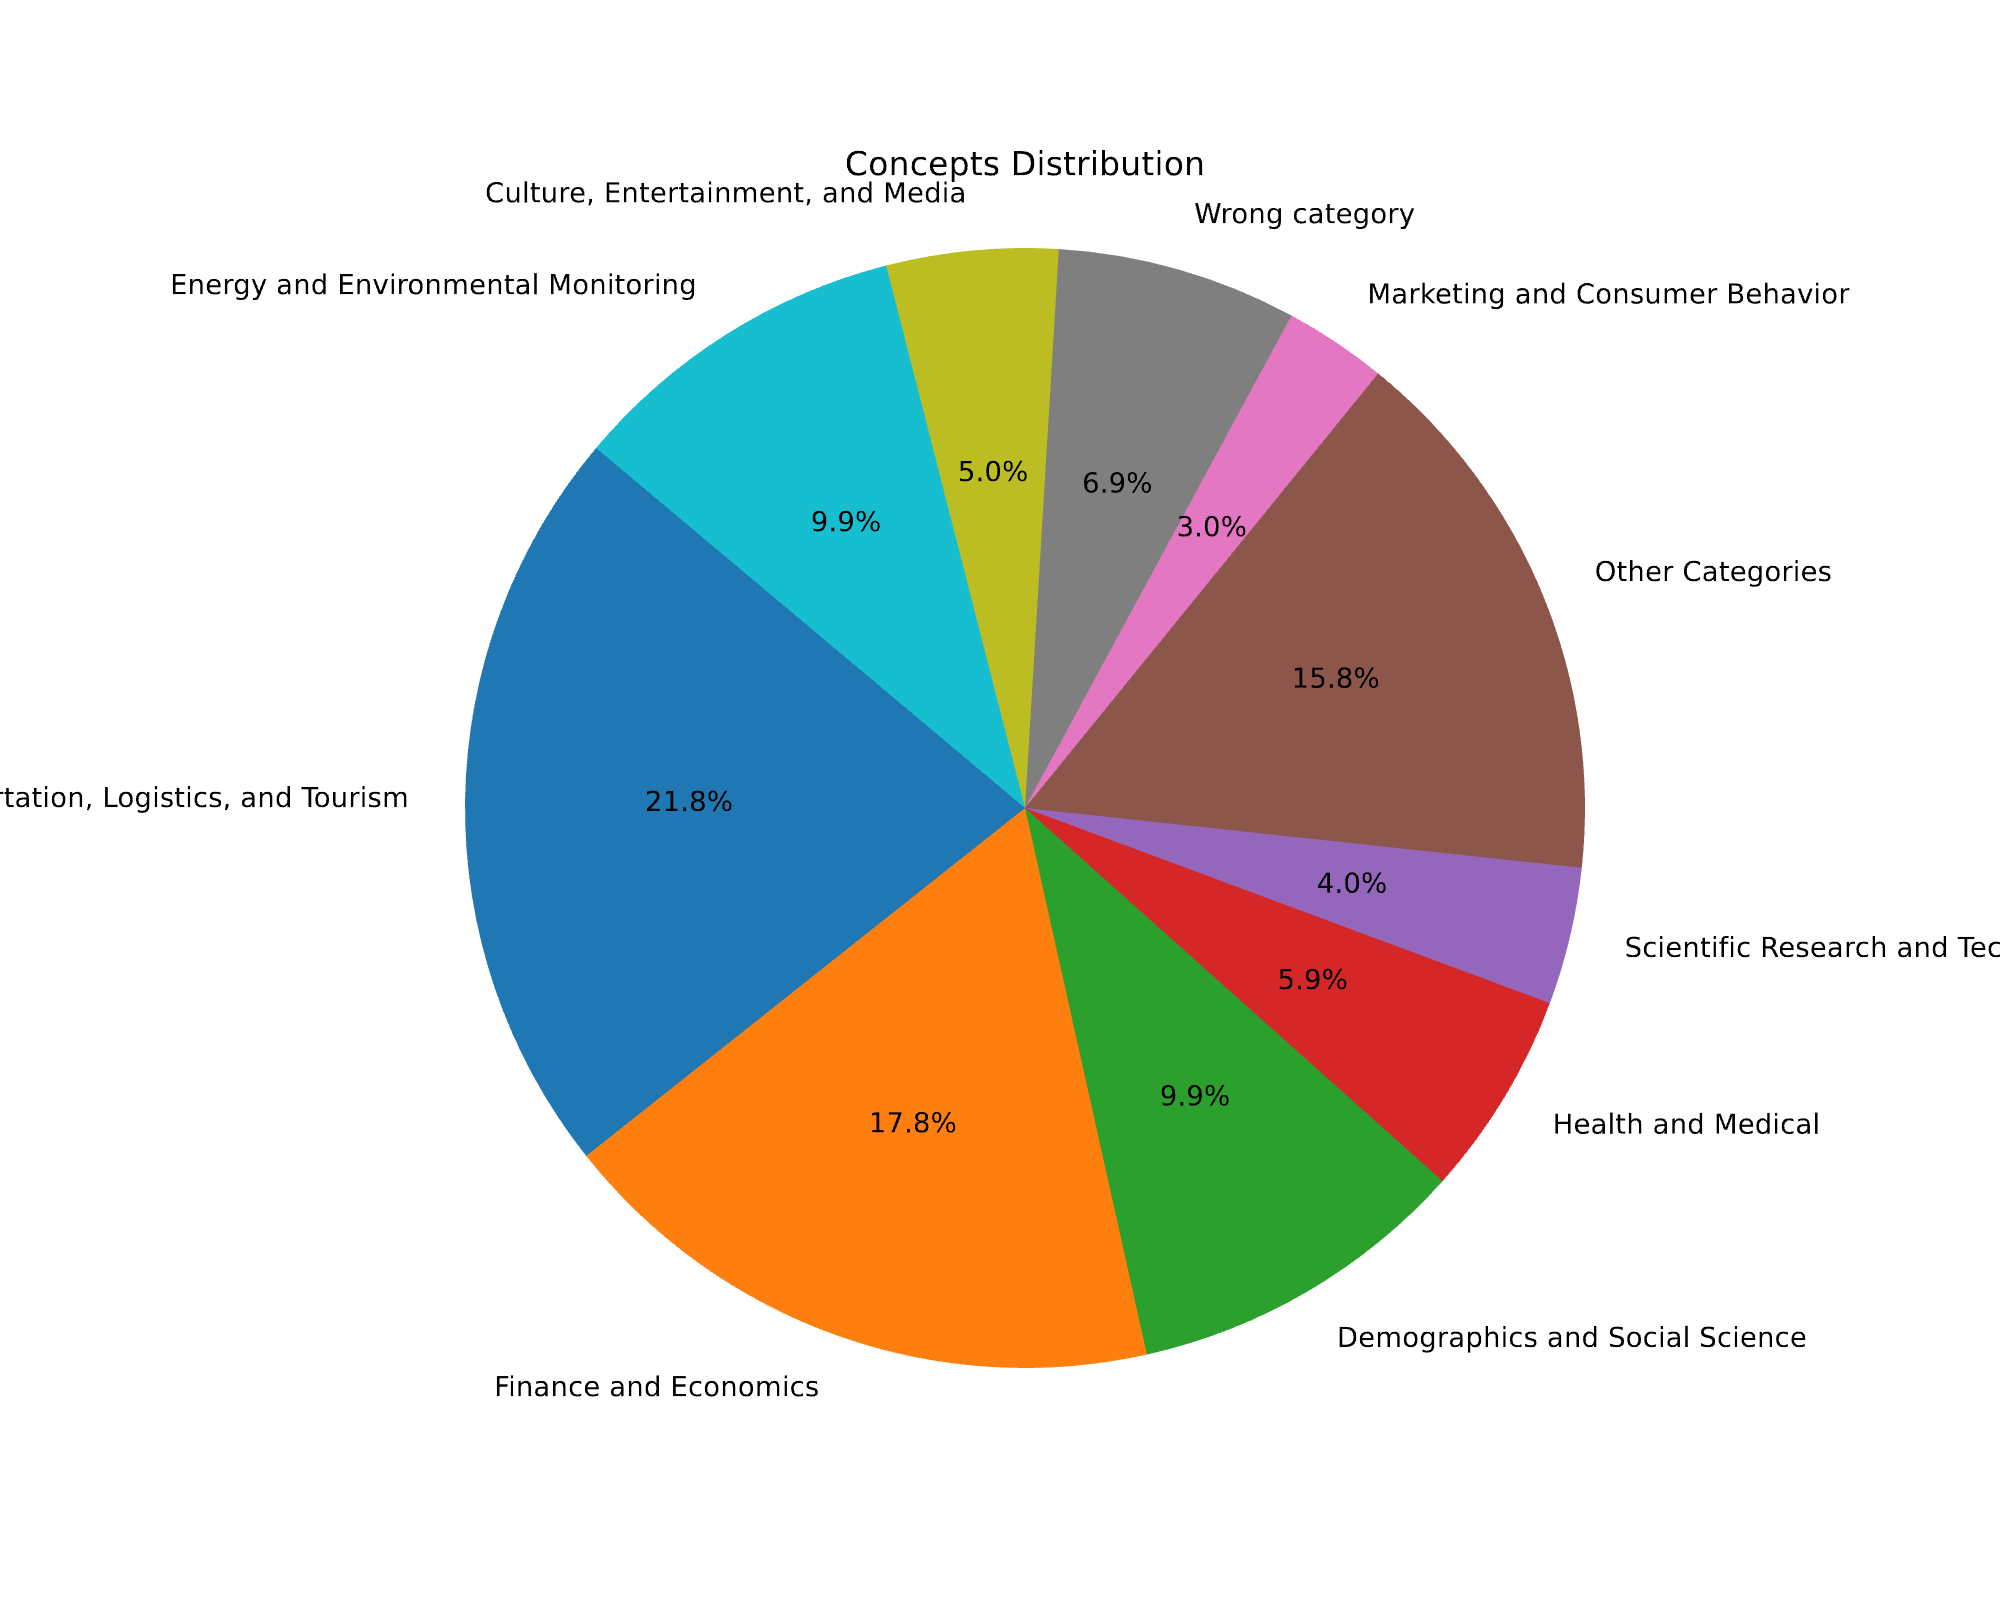 Concepts Distribution
Culture, Entertainment, and Media
Wrong category
Energy and Environmental Monitoring
Marketing and Consumer Behavior
5.0%
6.9%
9.9%
3.0%
Other Categories
15.8%
Logistics, and Tourism
21.8%
4.0%
Scientific Research and
5.9%
9.9%
17.8%
Health and Medical
Demographics and Social Science
Finance and Economics